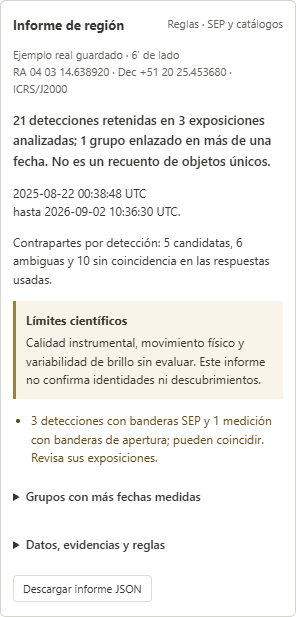 Informe de región
Reglas · SEP y catálogos
Ejemplo real guardado · 6' de lado
RA 04 03 14.638920 · Dec +51 20 25.453680 ·
ICRS/J2000
21 detecciones retenidas en 3 exposiciones
analizadas; 1 grupo enlazado en más de una
fecha. No es un recuento de objetos únicos.
2025-08-22 00:38:48 UTC
hasta 2026-09-02 10:36:30 UTC.
Contrapartes por detección: 5 candidatas, 6
ambiguas y 10 sin coincidencia en las respuestas
usadas.
Límites científicos
Calidad instrumental, movimiento físico y
variabilidad de brillo sin evaluar. Este informe
no confirma identidades ni descubrimientos.
• 3 detecciones con banderas SEP y 1 medición
con banderas de apertura; pueden coincidir.
Revisa sus exposiciones.
▶ Grupos con más fechas medidas
▶ Datos, evidencias y reglas
Descargar informe JSON